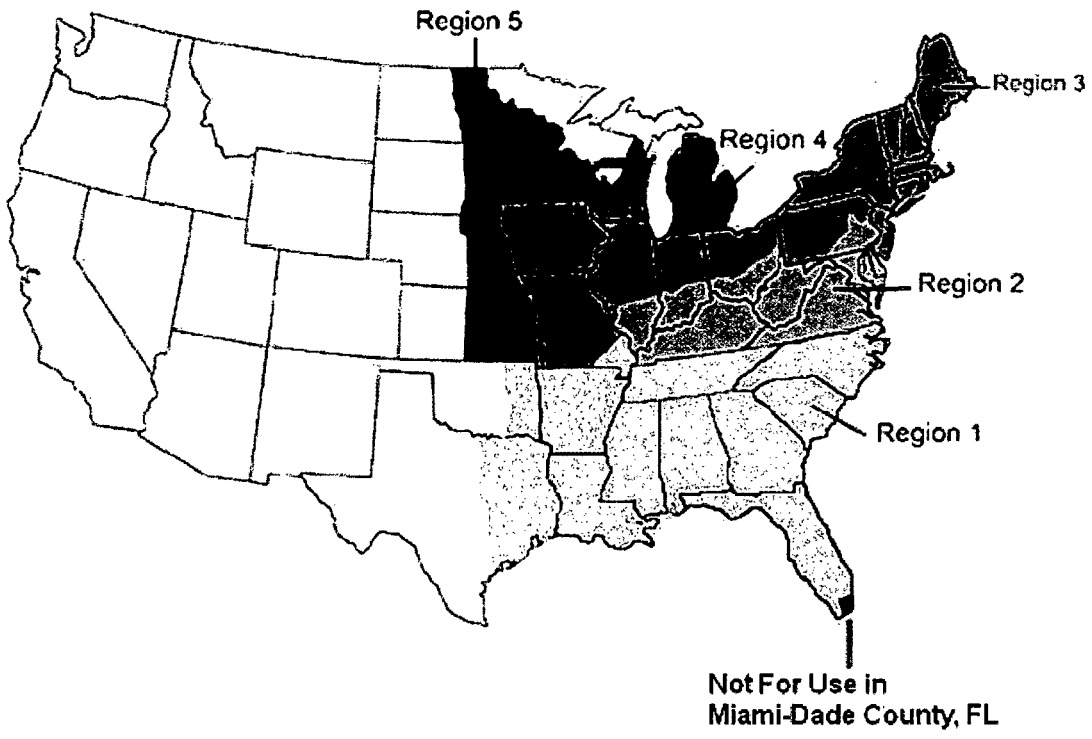 Region 5
Region 3
Region 4
Region 2
Region 1
Not For Use in
Miami-Dade County, FL